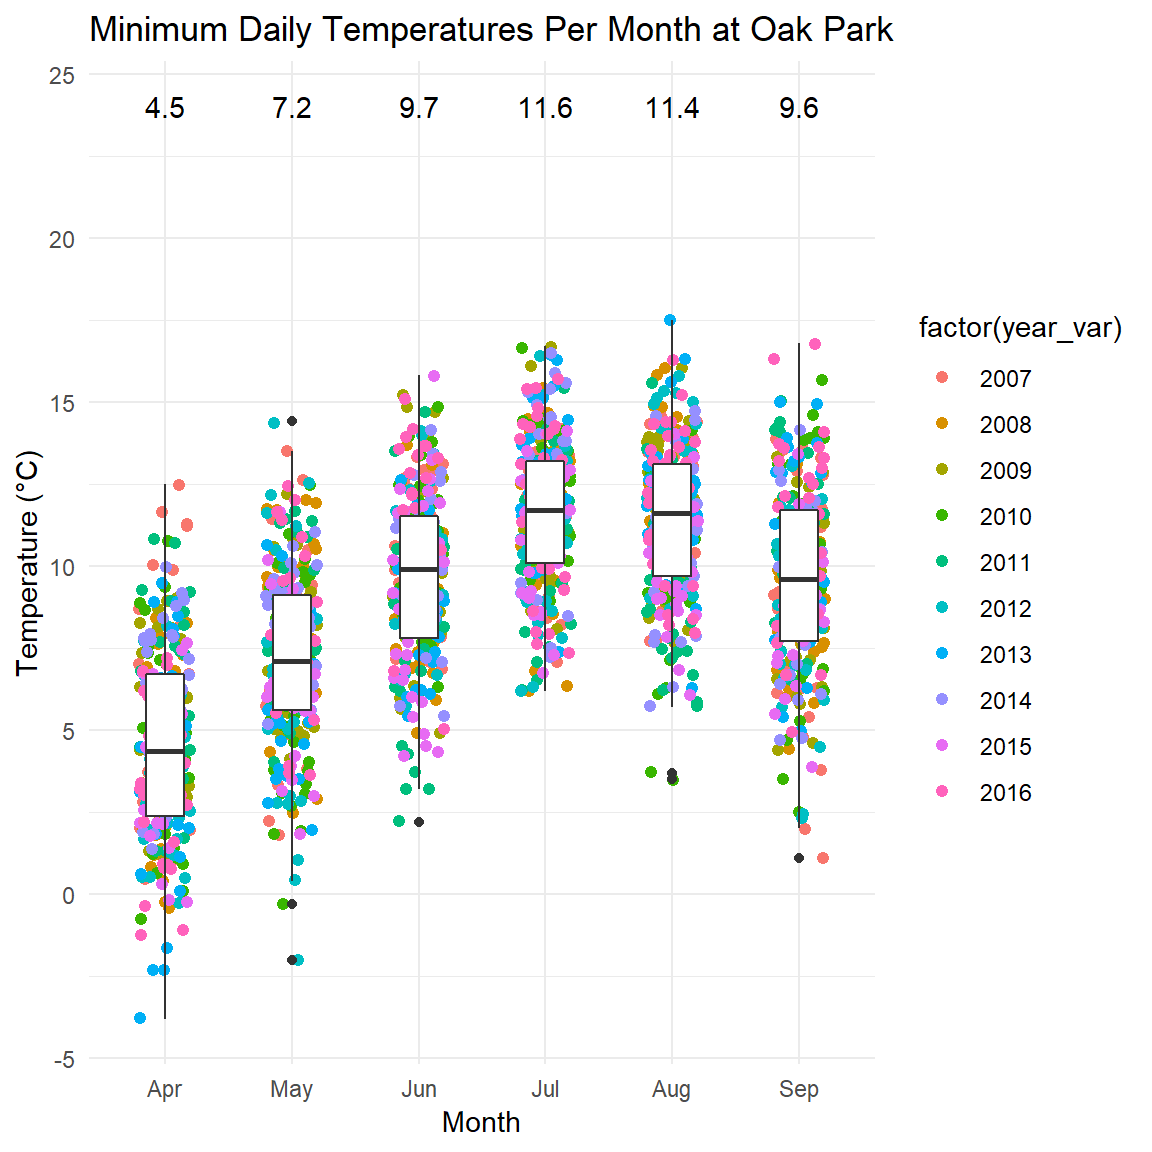 Minimum Daily Temperatures Per Month at Oak Park
25
4.5 7.2 9.7 11.6 11.4 9.6
20
15
10
5
0
-5
Temperature (°C)
Apr May Jun Jul Aug Sep
Month
factor(year_var)
2007
2008
2009
2010
2011
2012
2013
2014
2015
2016